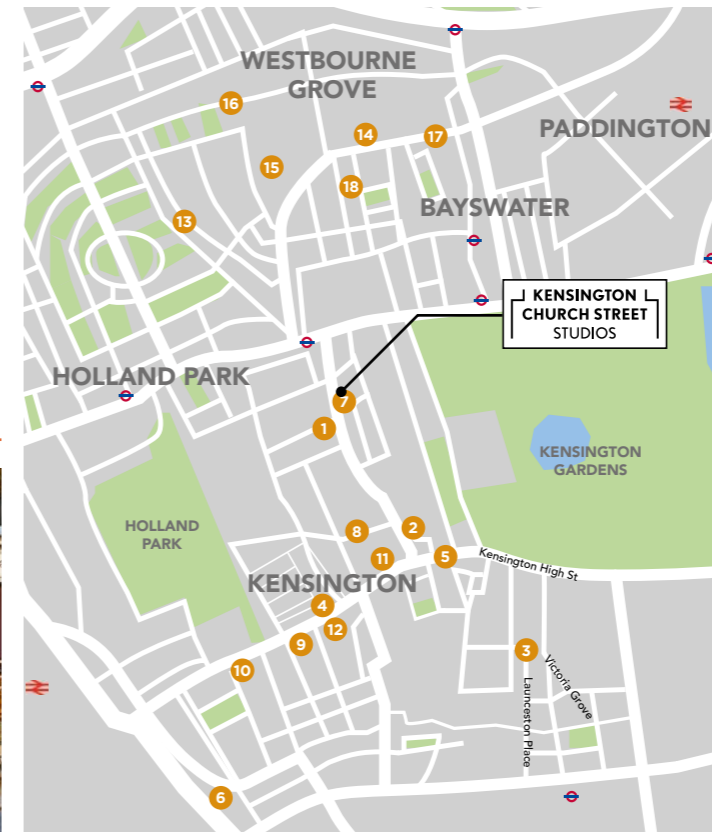 WESTBOURNE
GROVE
16
14
17
PADDINGTON
15
18
BAYSWATER
13
KENSINGTON
CHURCH STREET
STUDIOS
HOLLAND PARK
7
1
KENSINGTON
GARDENS
HOLLAND
PARK
8
2
11
5
Kensington High St
KENSINGTON
4
12
9
3
10
Victoria Grove
Launceston Place
6